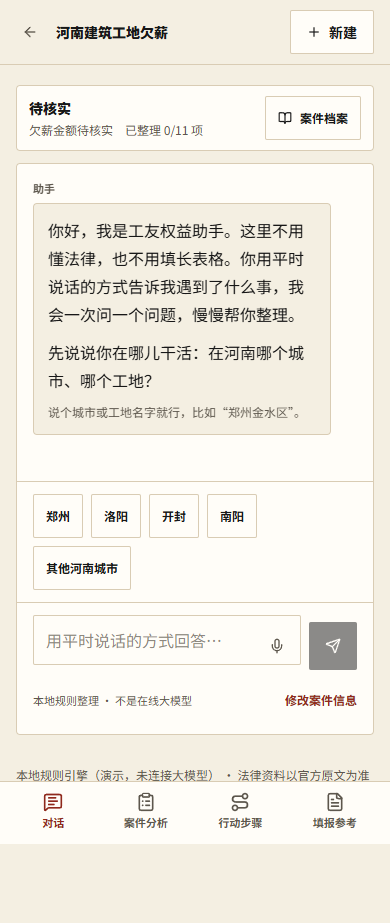 河南建筑工地欠薪
新建
待核实
欠薪金额待核实 已整理 0/11 项
案件档案
助手
你好，我是工友权益助手。这里不用
懂法律，也不用填长表格。你用平时
说话的方式告诉我遇到了什么事，我
会一次问一个问题，慢慢帮你整理。
先说说你在哪儿干活：在河南哪个城
市、哪个工地？
说个城市或工地名字就行，比如“郑州金水区”。
郑州
洛阳
开封
南阳
其他河南城市
用平时说话的方式回答…
本地规则整理 · 不是在线大模型
修改案件信息
本地规则引擎（演示，未连接大模型） · 法律资料以官方原文为准
对话
案件分析
行动步骤
填报参考